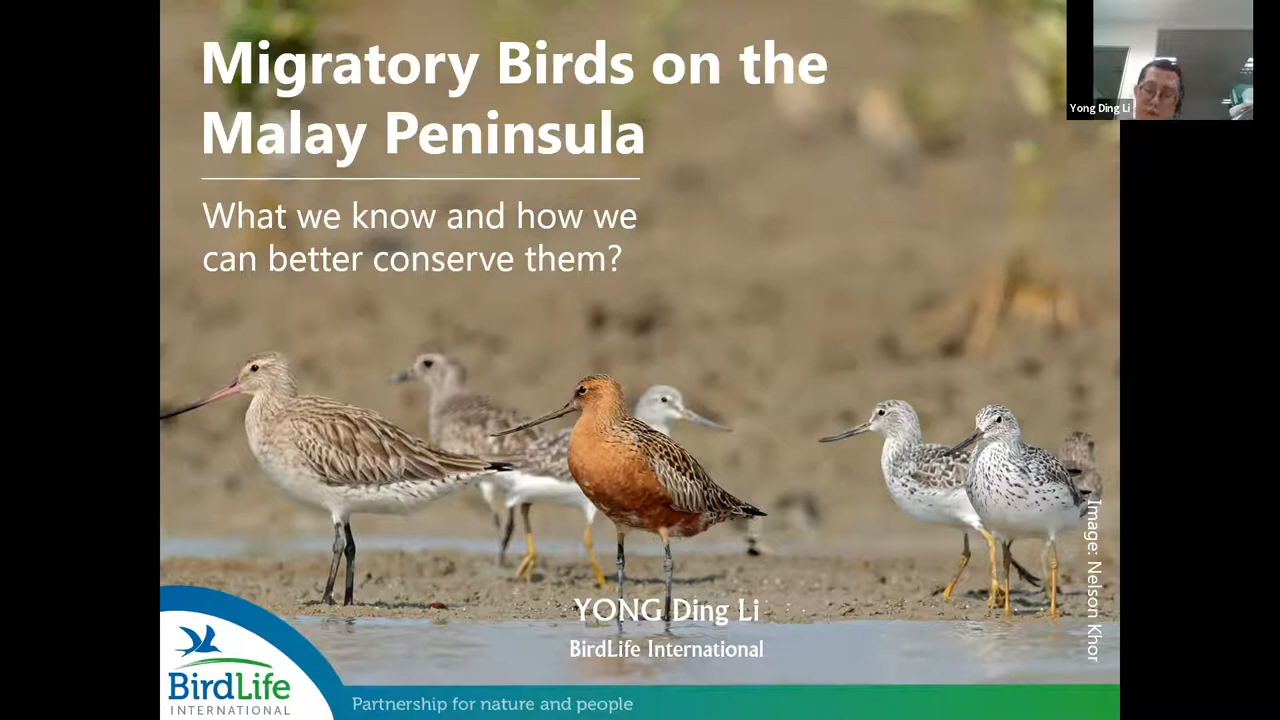 Migratory Birds on the
Malay Peninsula
What we know and how we
can better conserve them?
Yong Ding Li
Image: Nelson Khor
YONG Ding Li
BirdLife International
BirdLife
INTERNATIONAL
Partnership for nature and people